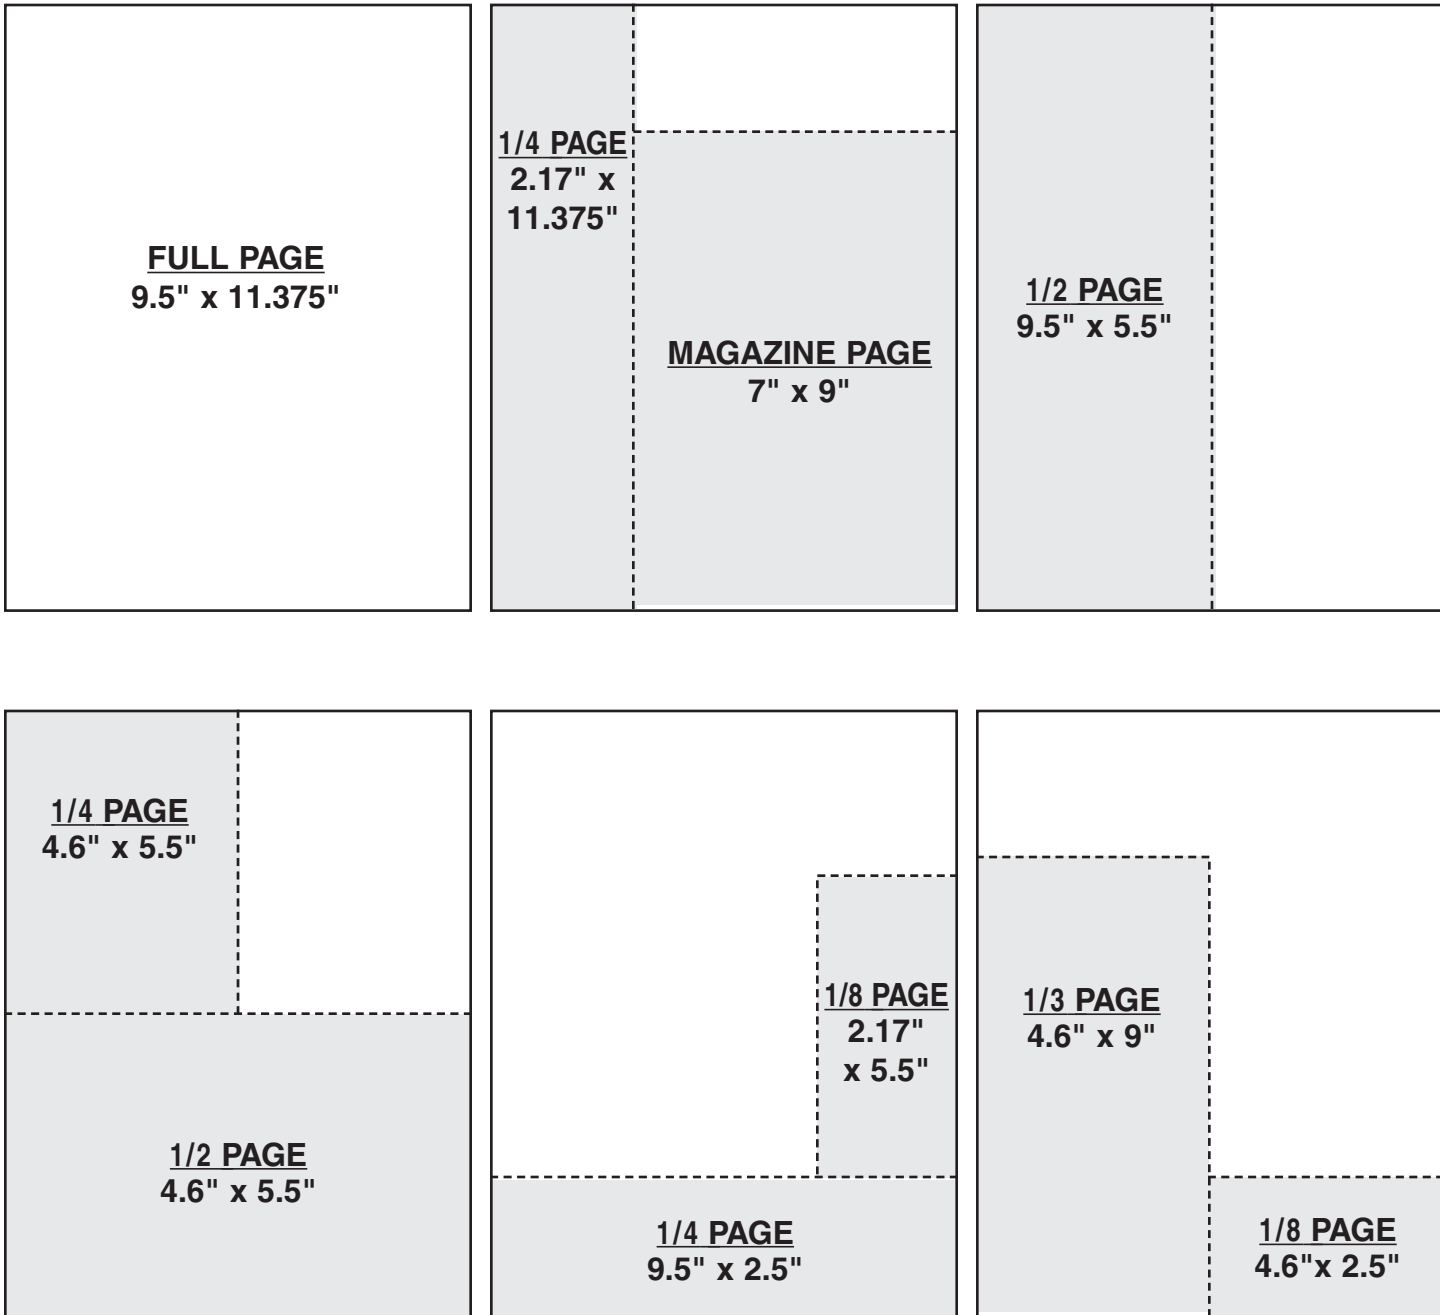 FULL PAGE
9.5" x 11.375"
1/4 PAGE
2.17" x
11.375"
MAGAZINE PAGE
7" x 9"
1/2 PAGE
9.5" x 5.5"
1/4 PAGE
4.6" x 5.5"
1/2 PAGE
4.6" x 5.5"
1/8 PAGE
2.17"
x 5.5"
1/4 PAGE
9.5" x 2.5"
1/3 PAGE
4.6" x 9"
1/8 PAGE
4.6"x 2.5"